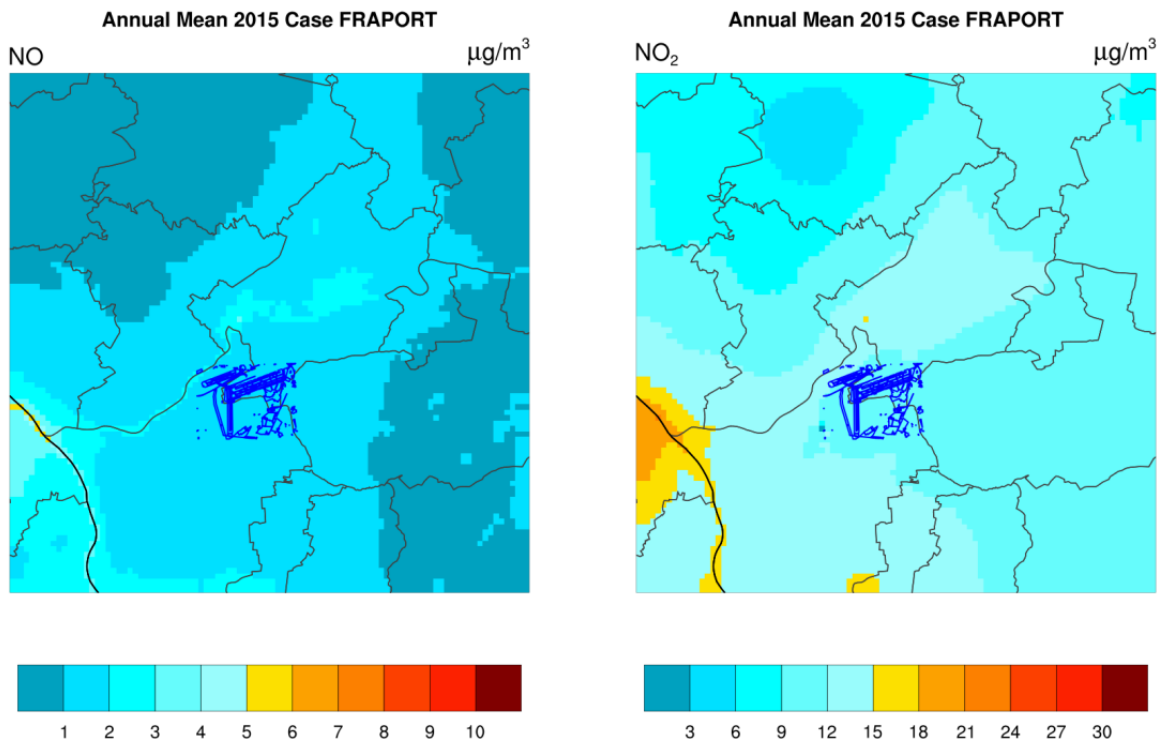 Annual Mean 2015 Case FRAPORT
NO μg/m³
1 2 3 4 5 6 7 8 9 10
Annual Mean 2015 Case FRAPORT
NO₂ μg/m³
3 6 9 12 15 18 21 24 27 30